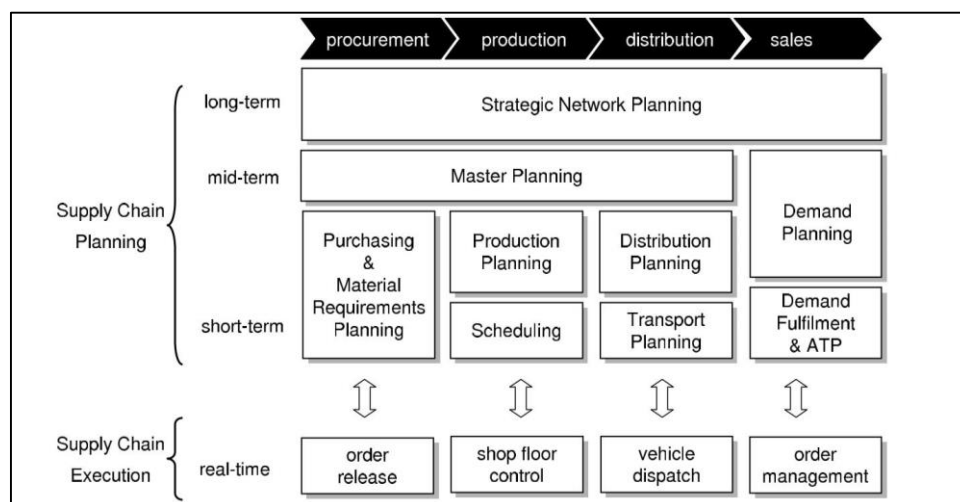 procurement
production
distribution
sales
long-term
Strategic Network Planning
mid-term
Master Planning
Supply Chain
Planning
Purchasing
&
Material
Requirements
Planning
Production
Planning
Distribution
Planning
Demand
Planning
short-term
Scheduling
Transport
Planning
Demand
Fulfilment
& ATP
Supply Chain
Execution
real-time
order
release
shop floor
control
vehicle
dispatch
order
management